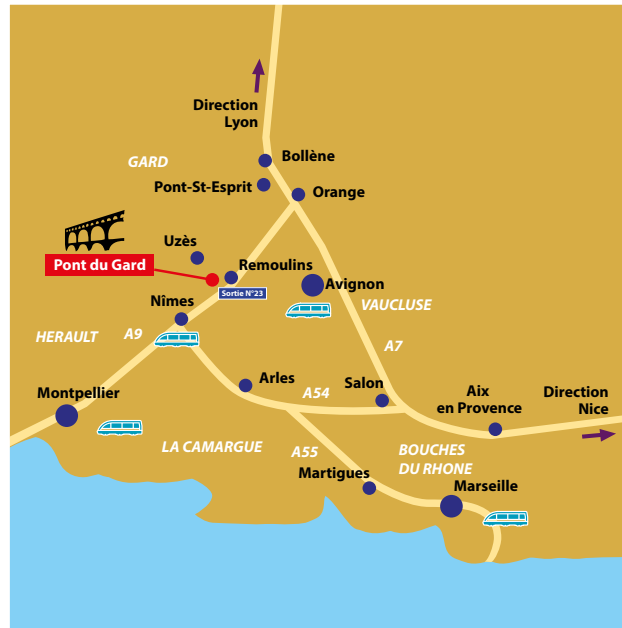 Direction
Lyon
GARD
Bollène
Pont-St-Esprit
Orange
Uzès
Pont du Gard
Remoulins
Sortie N°23
Avignon
Nîmes
VAUCLUSE
HERAULT
A9
A7
Montpellier
Arles
A54
Salon
Aix
en Provence
Direction
Nice
LA CAMARGUE
A55
BOUCHES
DU RHONE
Martigues
Marseille